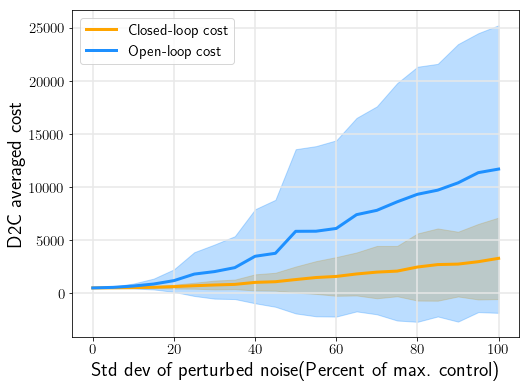 Closed-loop cost
Open-loop cost
D2C averaged cost
25000
20000
15000
10000
5000
0
0 20 40 60 80 100
Std dev of perturbed noise(Percent of max. control)